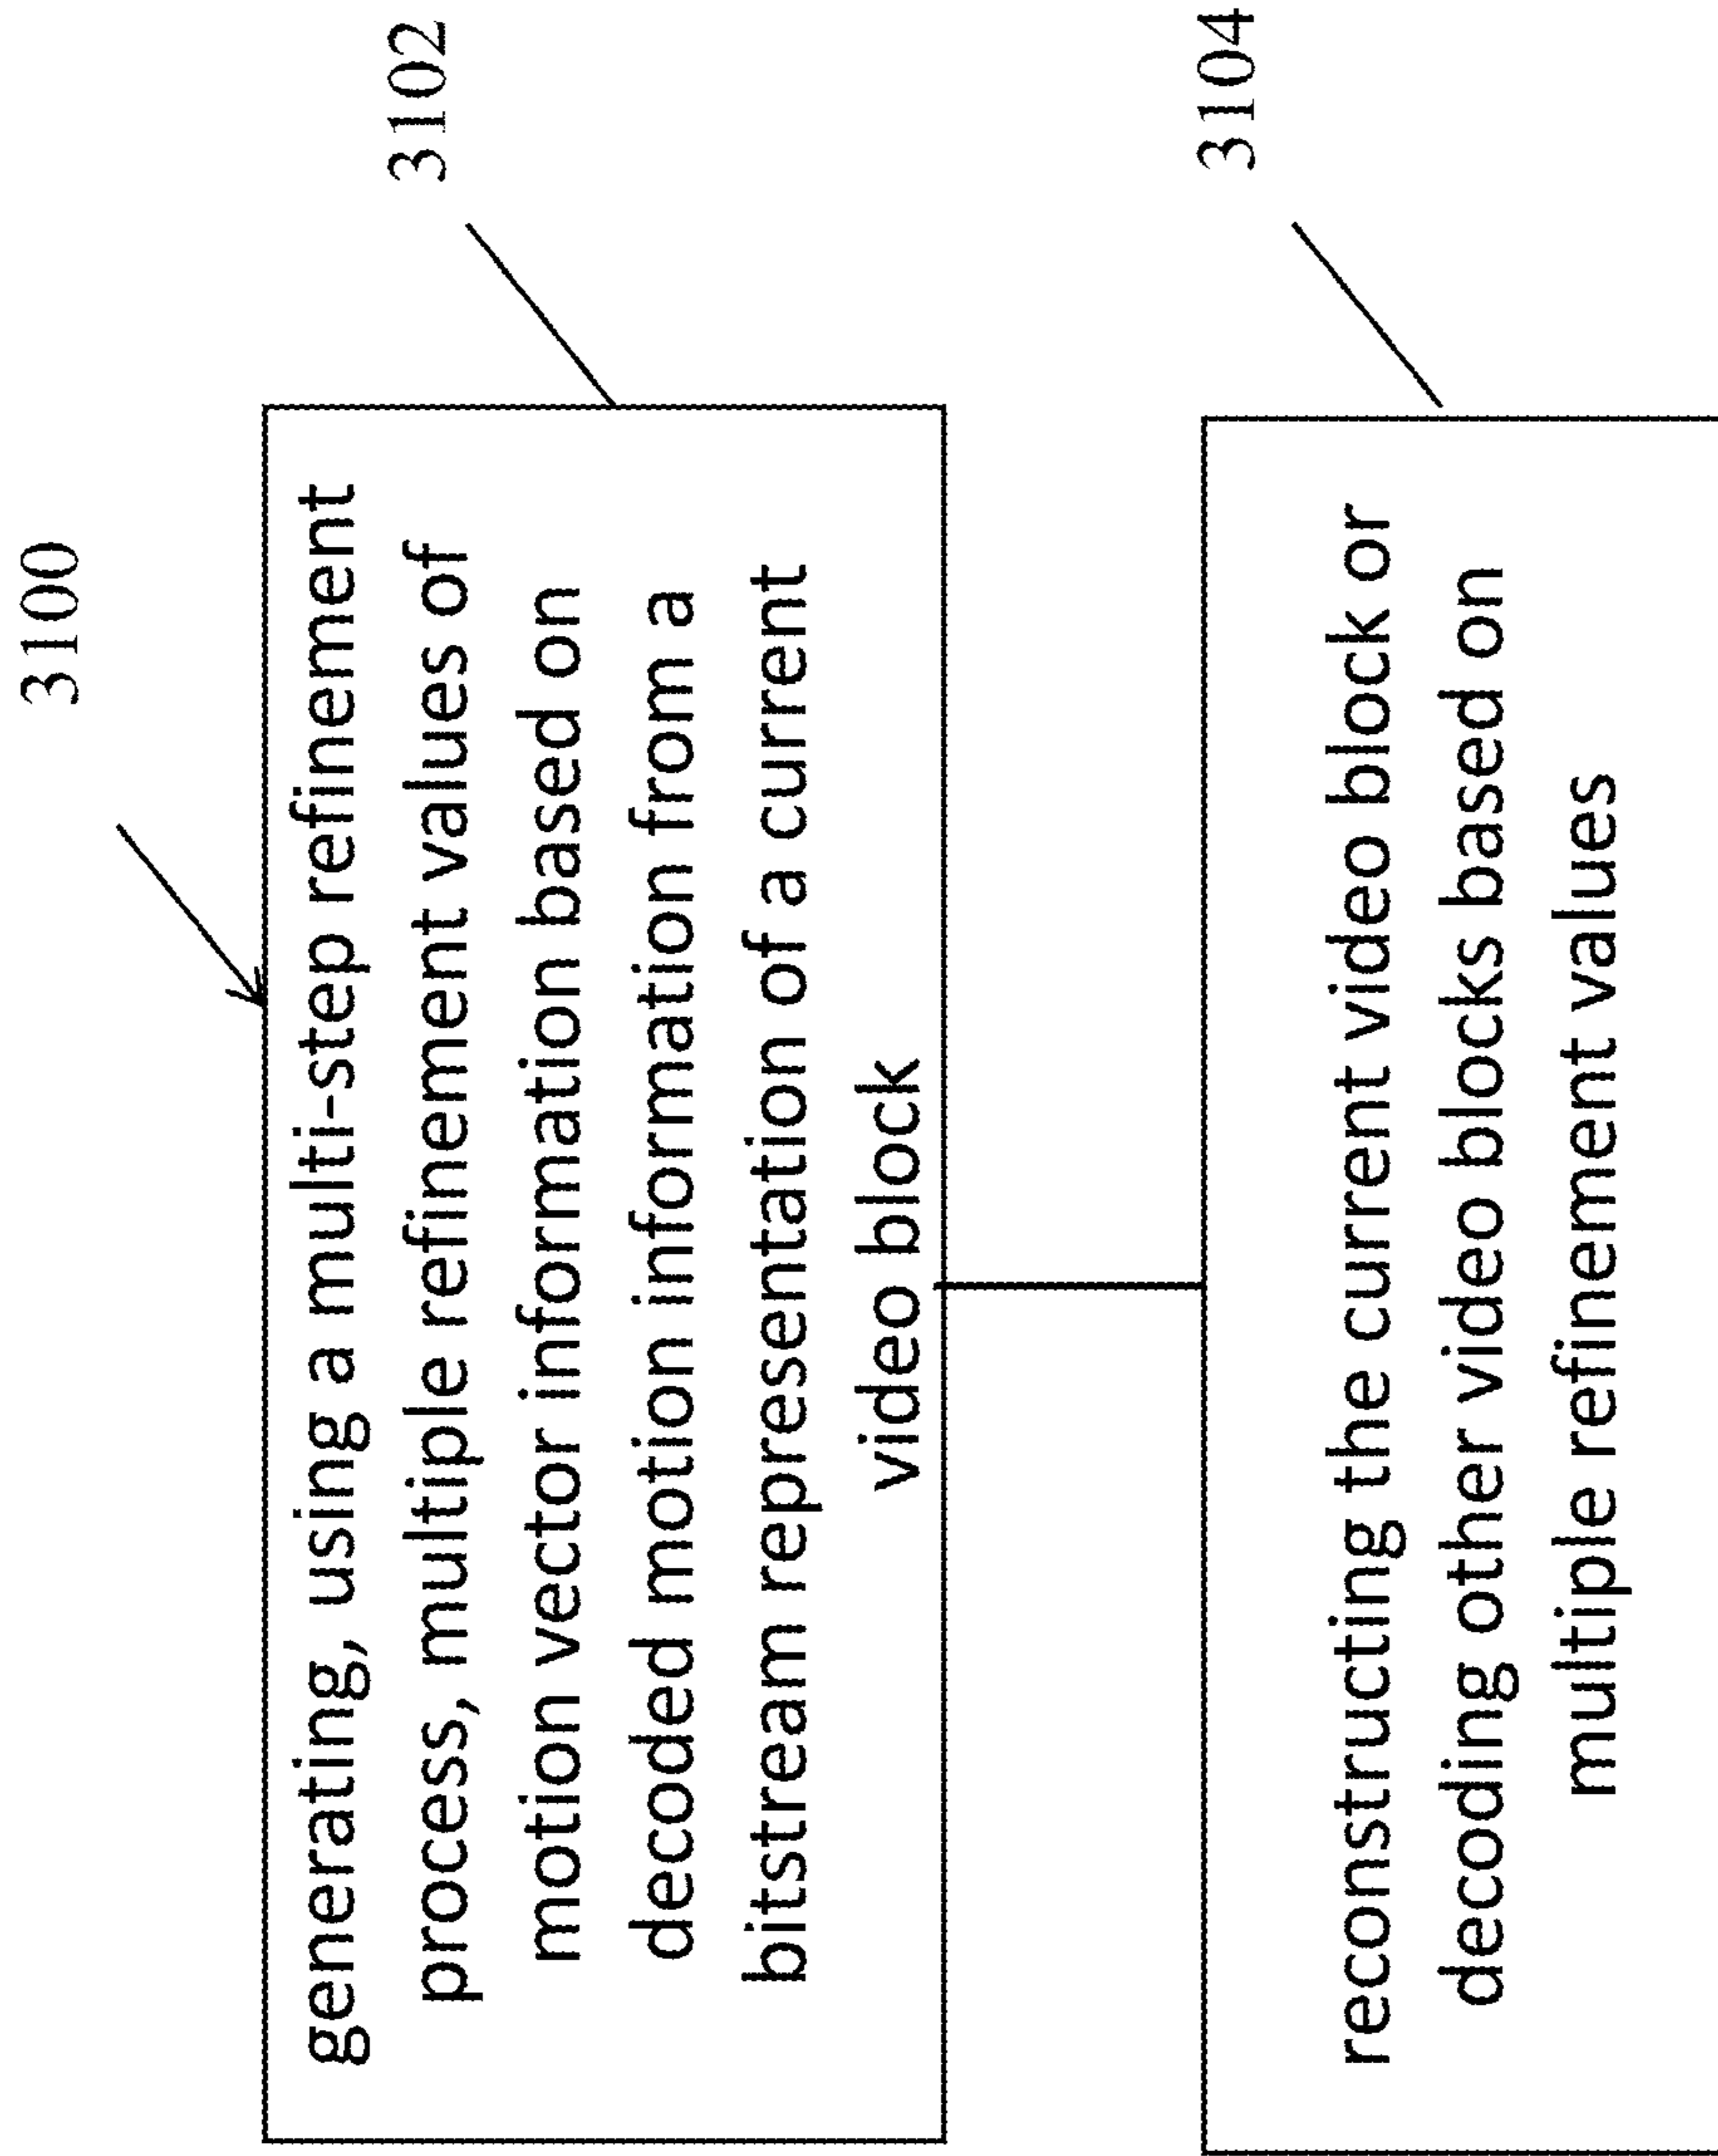 3100
3102
generating, using a multi-step refinement
process, multiple refinement values of
motion vector information based on
decoded motion information from a
bitstream representation of a current
video block
3104
reconstructing the current video block or
decoding other video blocks based on
multiple refinement values